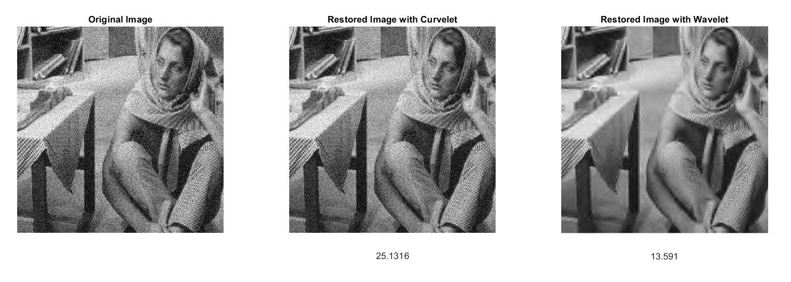 Original Image
Restored Image with Curvelet
Restored Image with Wavelet
25.1316
13.591